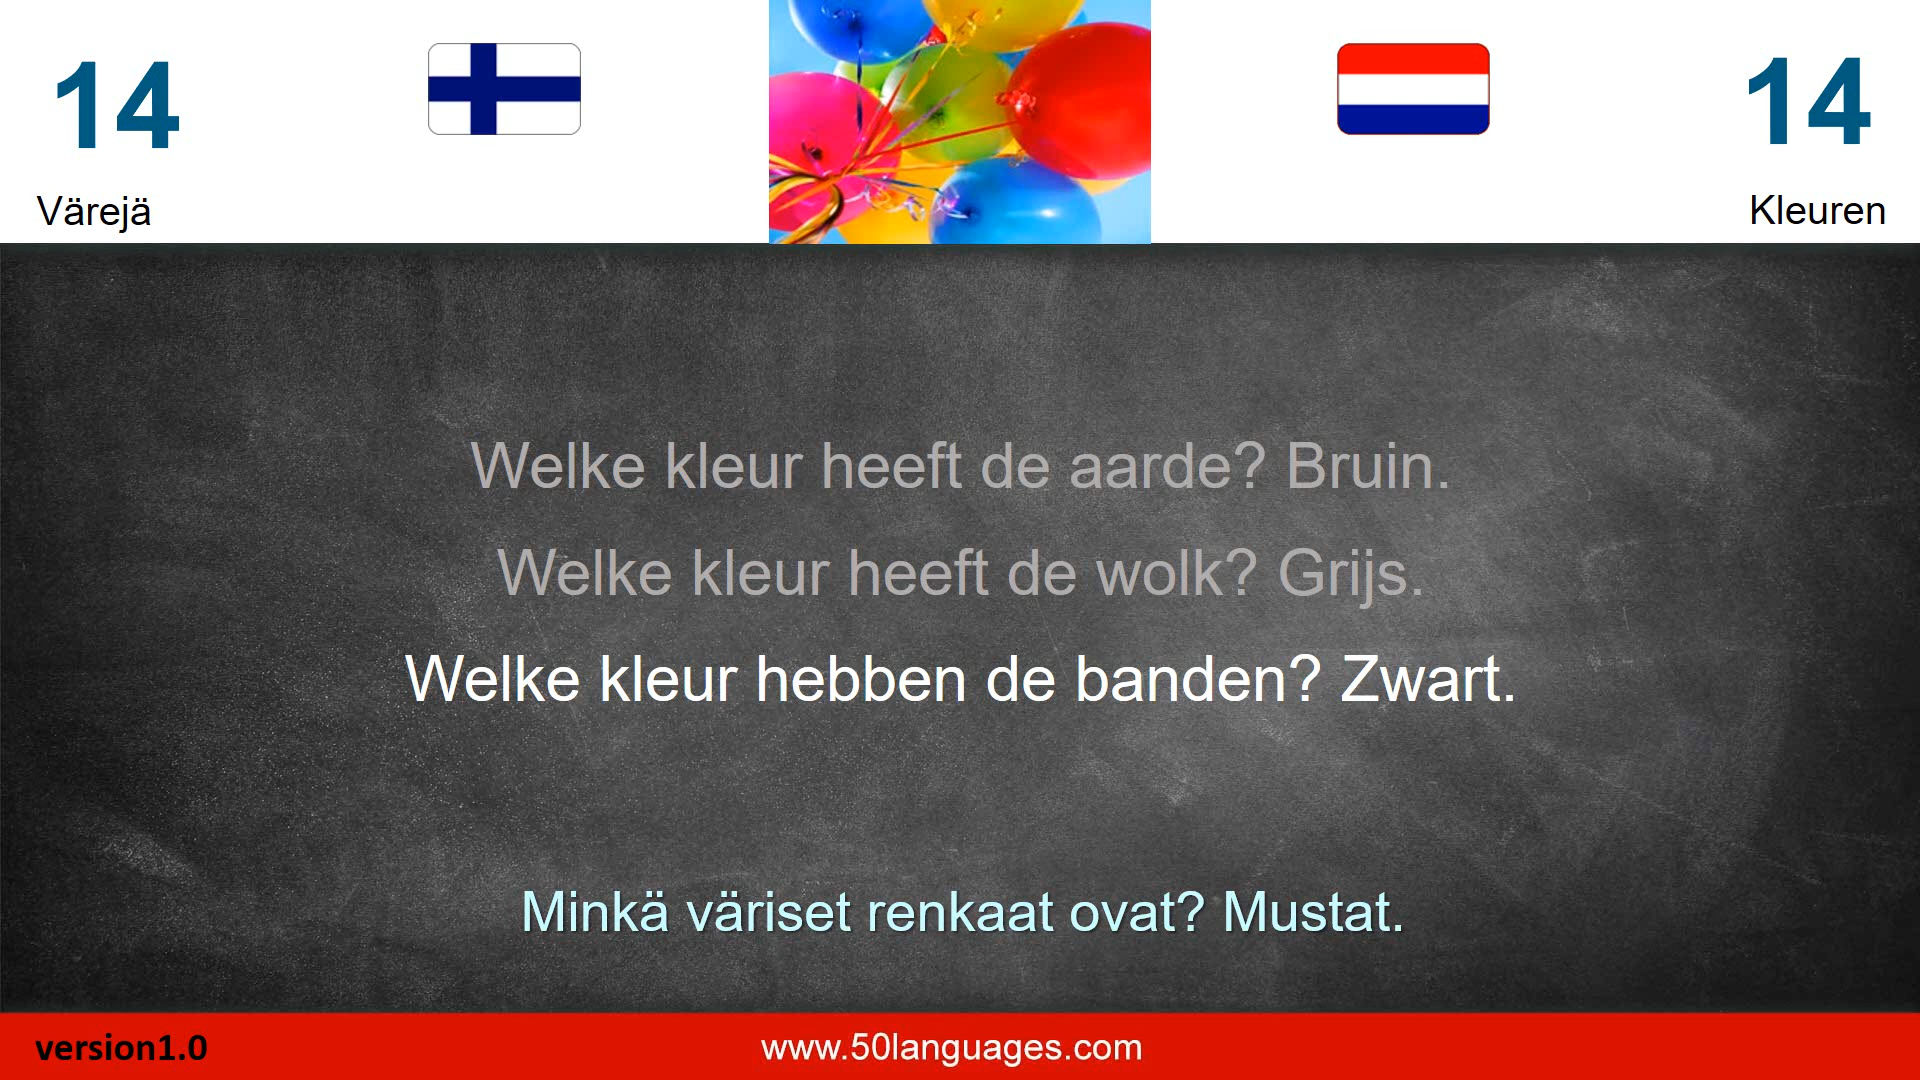 14
14
Värejä
Kleuren
Welke kleur heeft de aarde? Bruin.
Welke kleur heeft de wolk? Grijs.
Welke kleur hebben de banden? Zwart.
Minkä väriset renkaat ovat? Mustat.
version1.0
www.50languages.com